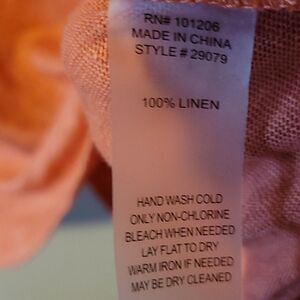 RN# 101206
MADE IN CHINA
STYLE # 29079
100% LINEN
HAND WASH COLD
ONLY NON-CHLORINE
BLEACH WHEN NEEDED
LAY FLAT TO DRY
WARM IRON IF NEEDED
MAY BE DRY CLEANED